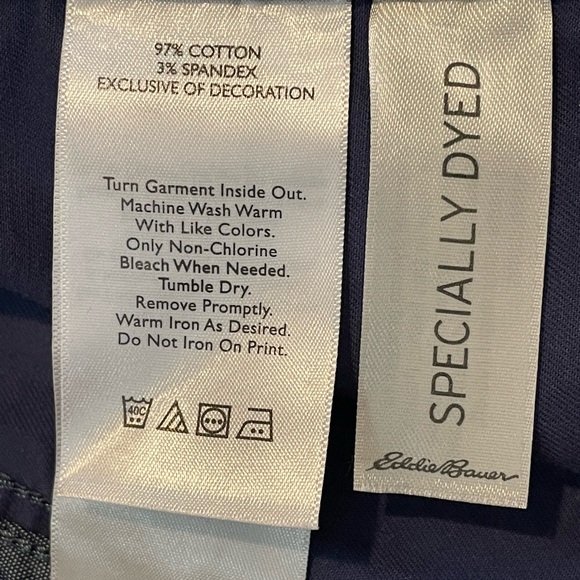 97% COTTON
3% SPANDEX
EXCLUSIVE OF DECORATION
Turn Garment Inside Out.
Machine Wash Warm
With Like Colors.
Only Non-Chlorine
Bleach When Needed.
Tumble Dry.
Remove Promptly.
Warm Iron As Desired.
Do Not Iron On Print.
40C
SPECIALLY DYED
Eddie Bauer